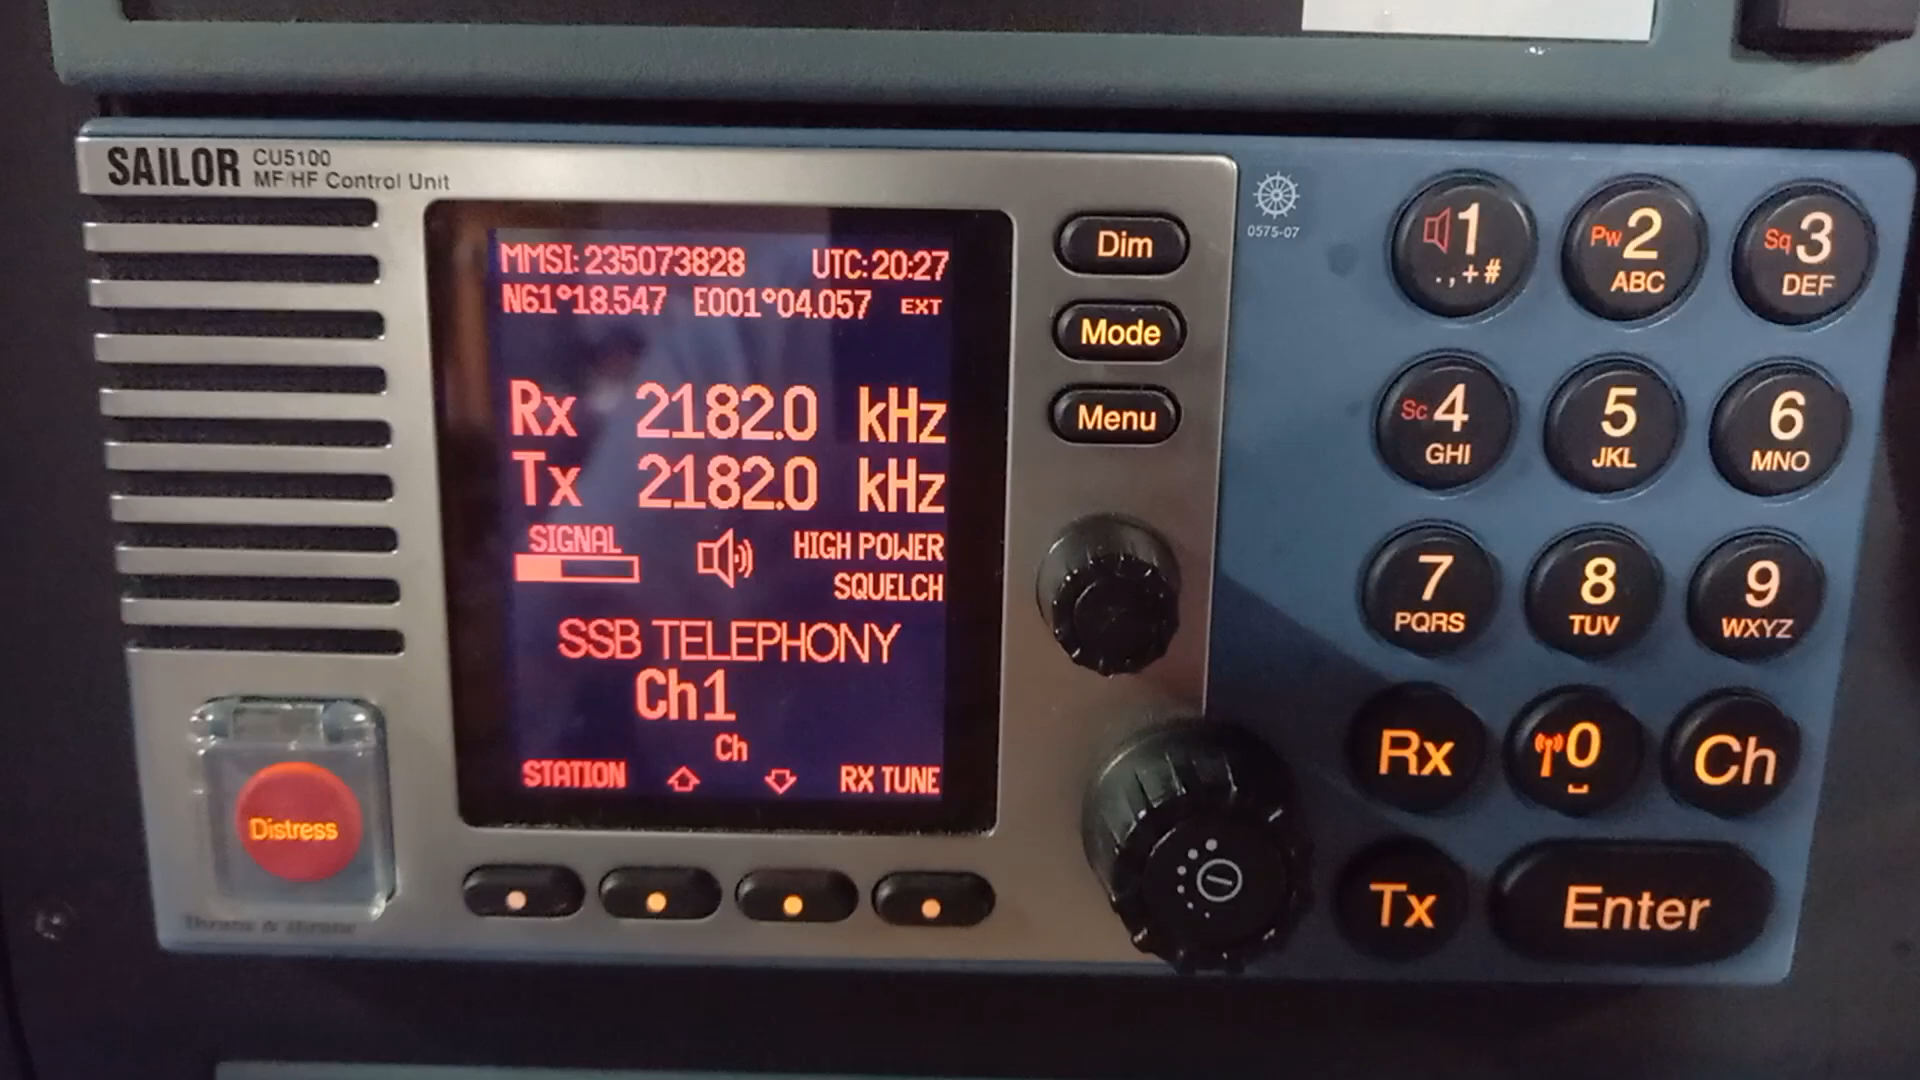 SAILOR CU5100
MF/HF Control Unit
MMSI:235073828 UTC:20:27
N61°18.547 E001°04.057 EXT
Rx 2182.0 kHz
Tx 2182.0 kHz
SIGNAL HIGH POWER
SQUELCH
SSB TELEPHONY
Ch1
Ch
STATION RX TUNE
Distress
Thrane & Thrane
Dim
Mode
Menu
0575-07
1 .,+#
Pw 2 ABC
Sq 3 DEF
Sc 4 GHI
5 JKL
6 MNO
7 PQRS
8 TUV
9 WXYZ
Rx
0
Ch
Tx
Enter